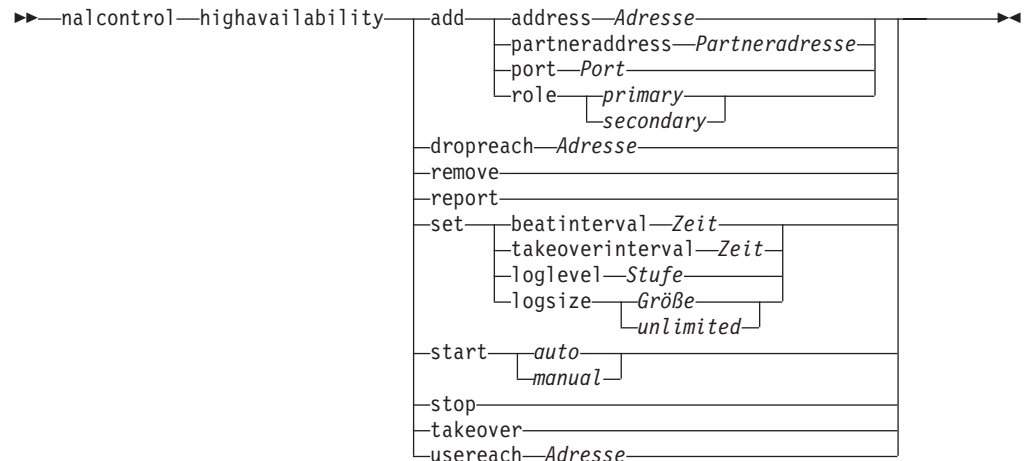 nalcontrol highavailability add address Adresse
partneraddress Partneradresse
port Port
role primary
secondary
dropreach Adresse
remove
report
set beatinterval Zeit
takeoverinterval Zeit
loglevel Stufe
logsize Größe
unlimited
start auto
manual
stop
takeover
usereach Adresse